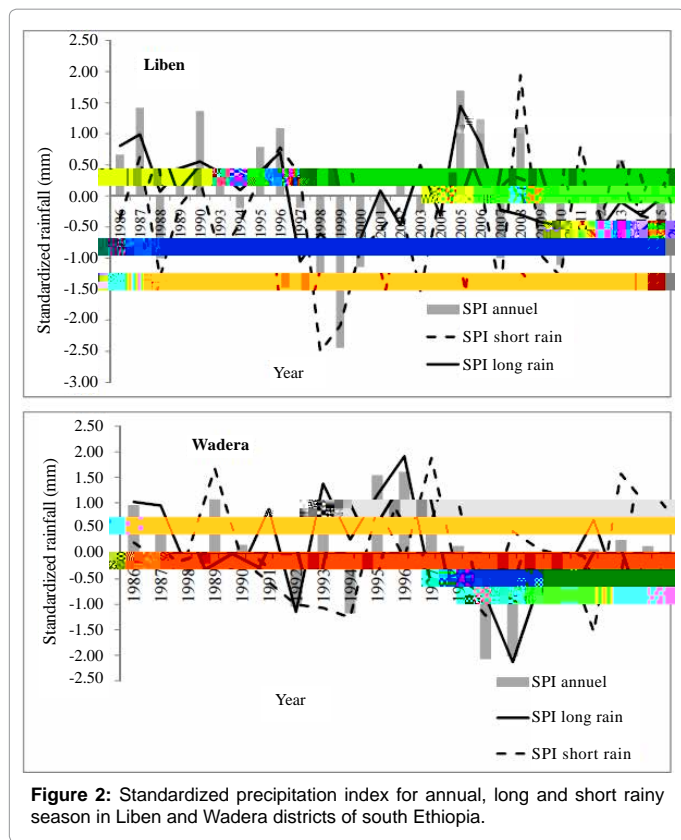 2.50
2.00
1.50
1.00
0.50
0.00
-0.50
-1.00
-1.50
-2.00
-2.50
-3.00
Standardized rainfall (mm)
Liben
1986 1987 1988 1989 1990 1993 1994 1995 1996 1998 1999 2000 2001 2002 2003 2005 2006 2008 2009
SPI annuel
SPI short rain
SPI long rain
Year
2.50
2.00
1.50
1.00
0.50
0.00
-0.50
-1.00
-1.50
-2.00
-2.50
Standardized rainfall (mm)
Wadera
1986 1987 1998 1989 1990 1991 1992 1993 1994 1995 1996
SPI annuel
SPI long rain
SPI short rain
Year
Figure 2: Standardized precipitation index for annual, long and short rainy
season in Liben and Wadera districts of south Ethiopia.